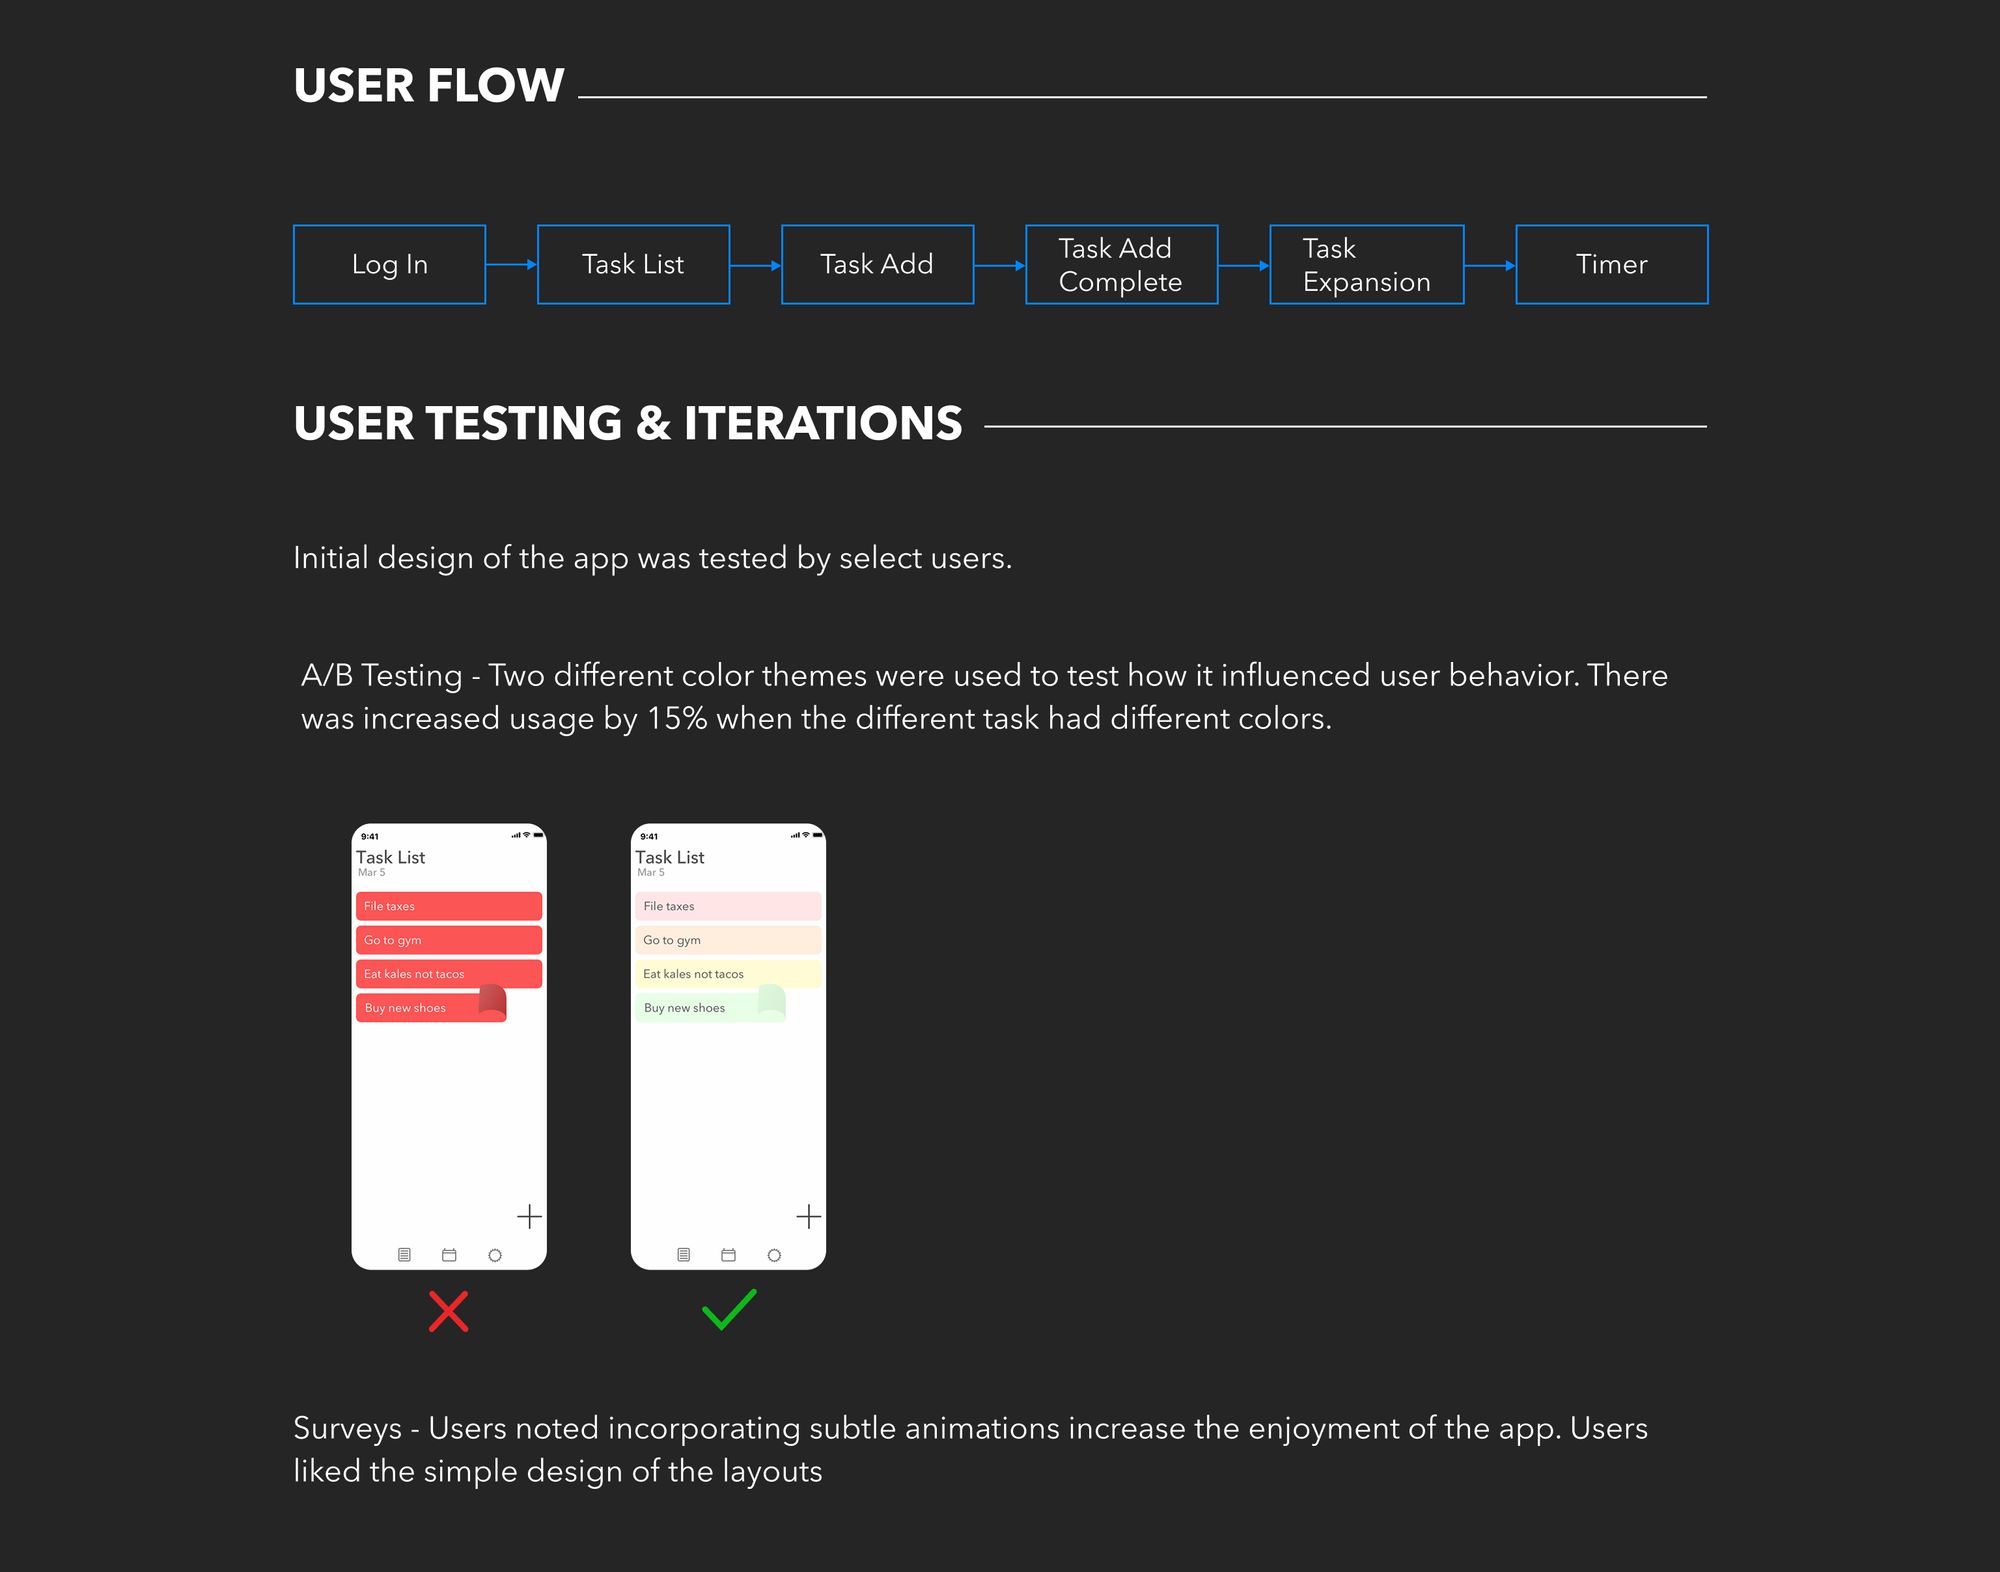 USER FLOW
Log In
Task List
Task Add
Task Add
Complete
Task
Expansion
Timer
USER TESTING & ITERATIONS
Initial design of the app was tested by select users.
A/B Testing - Two different color themes were used to test how it influenced user behavior. There
was increased usage by 15% when the different task had different colors.
9:41
Task List
Mar 5
File taxes
Go to gym
Eat kales not tacos
Buy new shoes
9:41
Task List
Mar 5
File taxes
Go to gym
Eat kales not tacos
Buy new shoes
Surveys - Users noted incorporating subtle animations increase the enjoyment of the app. Users
liked the simple design of the layouts